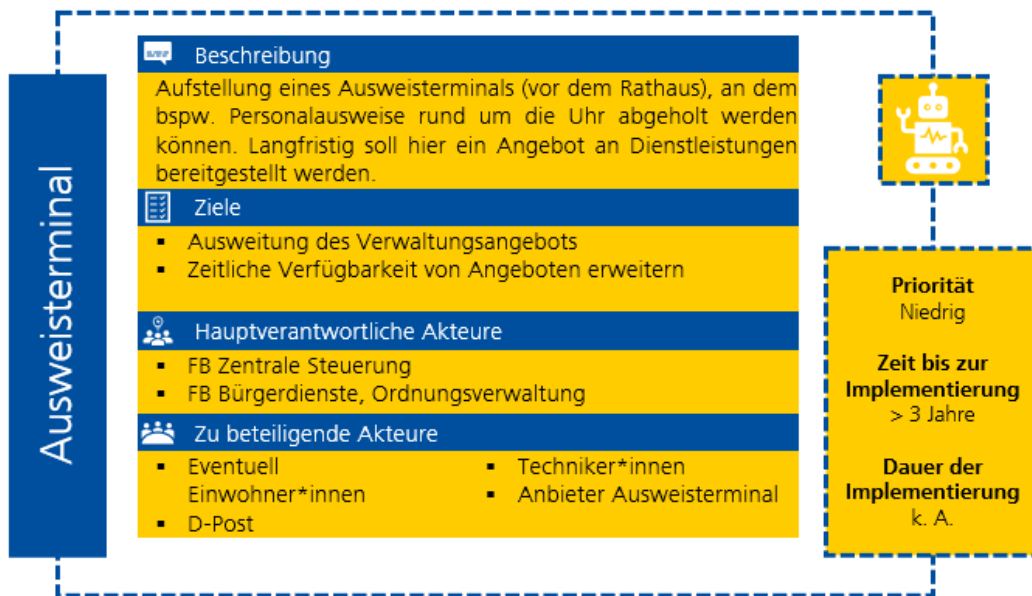 Ausweisterminal
Beschreibung
Aufstellung eines Ausweisterminals (vor dem Rathaus), an dem
bspw. Personalausweise rund um die Uhr abgeholt werden
können. Langfristig soll hier ein Angebot an Dienstleistungen
bereitgestellt werden.
Ziele
▪ Ausweitung des Verwaltungsangebots
▪ Zeitliche Verfügbarkeit von Angeboten erweitern
Hauptverantwortliche Akteure
▪ FB Zentrale Steuerung
▪ FB Bürgerdienste, Ordnungsverwaltung
Zu beteiligende Akteure
▪ Eventuell
Einwohner*innen
▪ D-Post
▪ Techniker*innen
▪ Anbieter Ausweisterminal
Priorität
Niedrig
Zeit bis zur
Implementierung
> 3 Jahre
Dauer der
Implementierung
k. A.